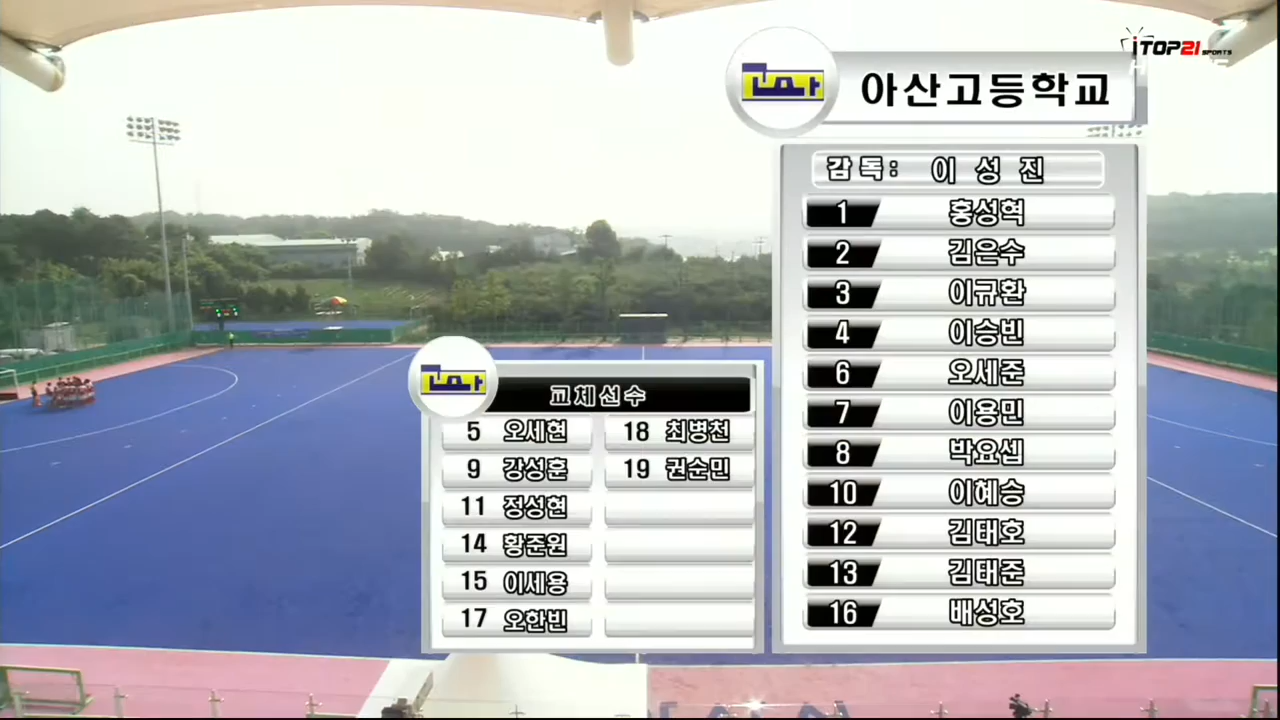 iTOP21 SPORTS
아산고등학교
감독: 이성진
1 홍성혁
2 김은수
3 이규환
4 이승빈
6 오세준
7 이용민
8 박요셉
10 이혜승
12 김태호
13 김태준
16 배성호
교체선수
5 오세현 18 최병천
9 강성훈 19 권순민
11 정성현
14 황준원
15 이세용
17 오한빈